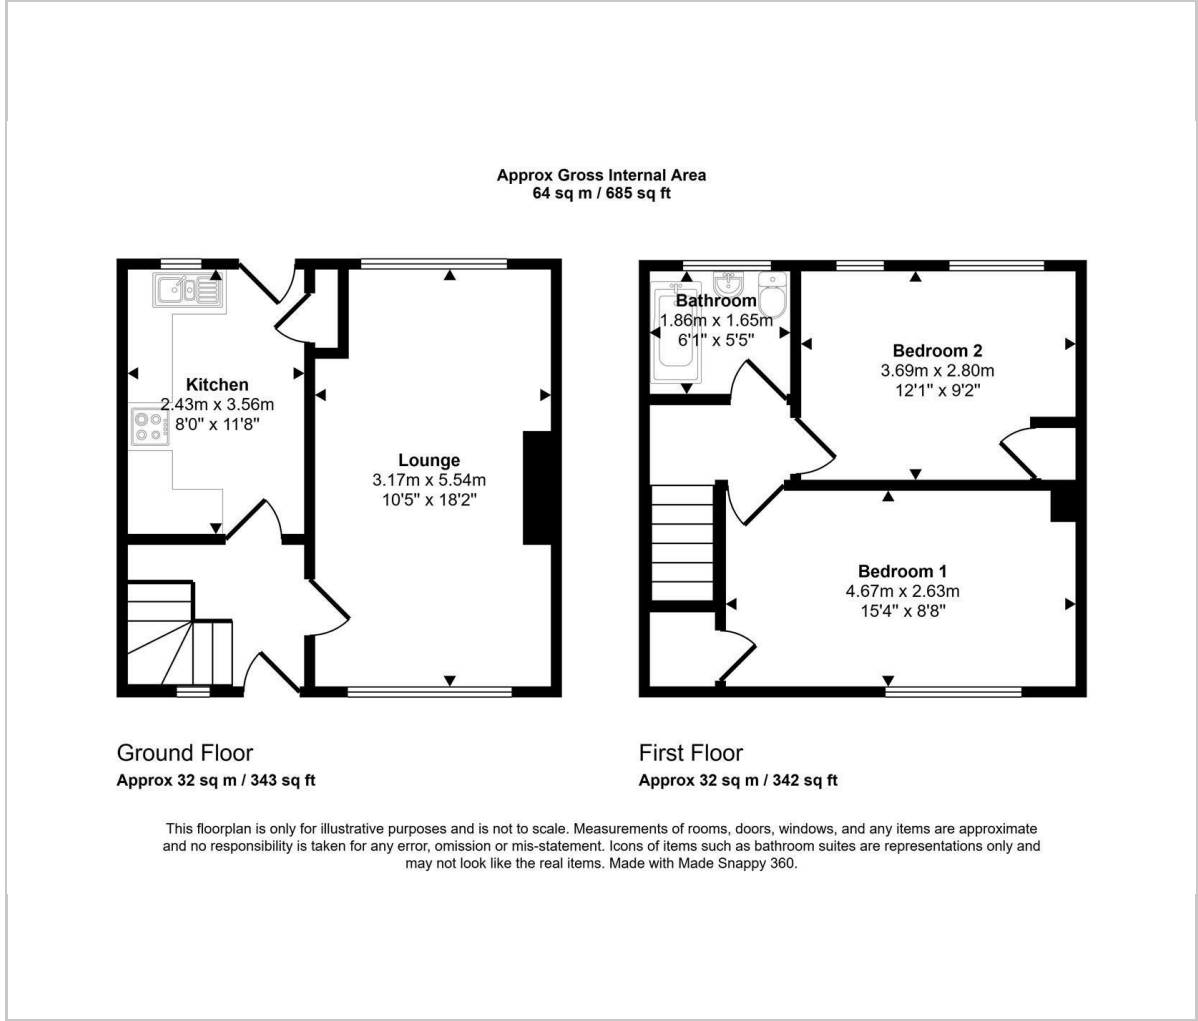 Approx Gross Internal Area
64 sq m / 685 sq ft
Kitchen
2.43m x 3.56m
8'0" x 11'8"
Lounge
3.17m x 5.54m
10'5" x 18'2"
Bathroom
1.86m x 1.65m
6'1" x 5'5"
Bedroom 2
3.69m x 2.80m
12'1" x 9'2"
Bedroom 1
4.67m x 2.63m
15'4" x 8'8"
Ground Floor
Approx 32 sq m / 343 sq ft
First Floor
Approx 32 sq m / 342 sq ft
This floorplan is only for illustrative purposes and is not to scale. Measurements of rooms, doors, windows, and any items are approximate
and no responsibility is taken for any error, omission or mis-statement. Icons of items such as bathroom suites are representations only and
may not look like the real items. Made with Made Snappy 360.